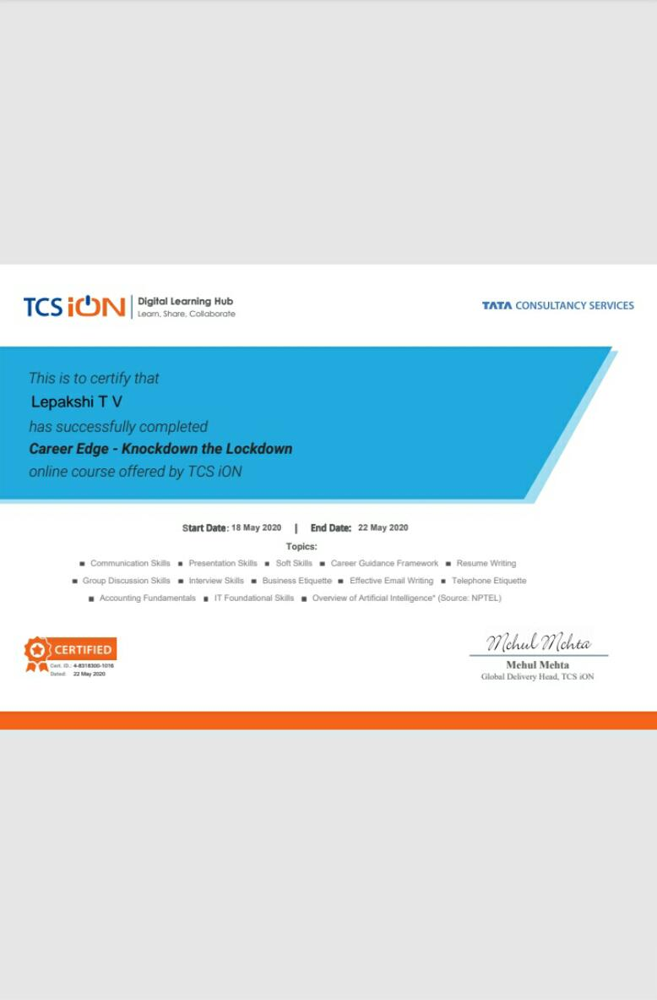 TCS iON | Digital Learning Hub
Learn, Share, Collaborate
TATA CONSULTANCY SERVICES
This is to certify that
Lepakshi T V
has successfully completed
Career Edge - Knockdown the Lockdown
online course offered by TCS iON
Start Date: 18 May 2020 | End Date: 22 May 2020
Topics:
■ Communication Skills ■ Presentation Skills ■ Soft Skills ■ Career Guidance Framework ■ Resume Writing
■ Group Discussion Skills ■ Interview Skills ■ Business Etiquette ■ Effective Email Writing ■ Telephone Etiquette
■ Accounting Fundamentals ■ IT Foundational Skills ■ Overview of Artificial Intelligence* (Source: NPTEL)
CERTIFIED
Cert. ID.: 4-8318300-1016
Dated: 22 May 2020
Mehul Mehta
Mehul Mehta
Global Delivery Head, TCS iON